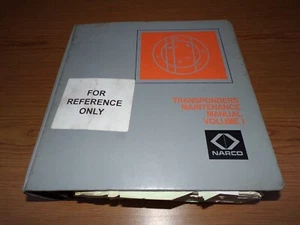 FOR
REFERENCE
ONLY
TRANSPONDERS
MAINTENANCE
MANUAL
VOLUME I
NARCO